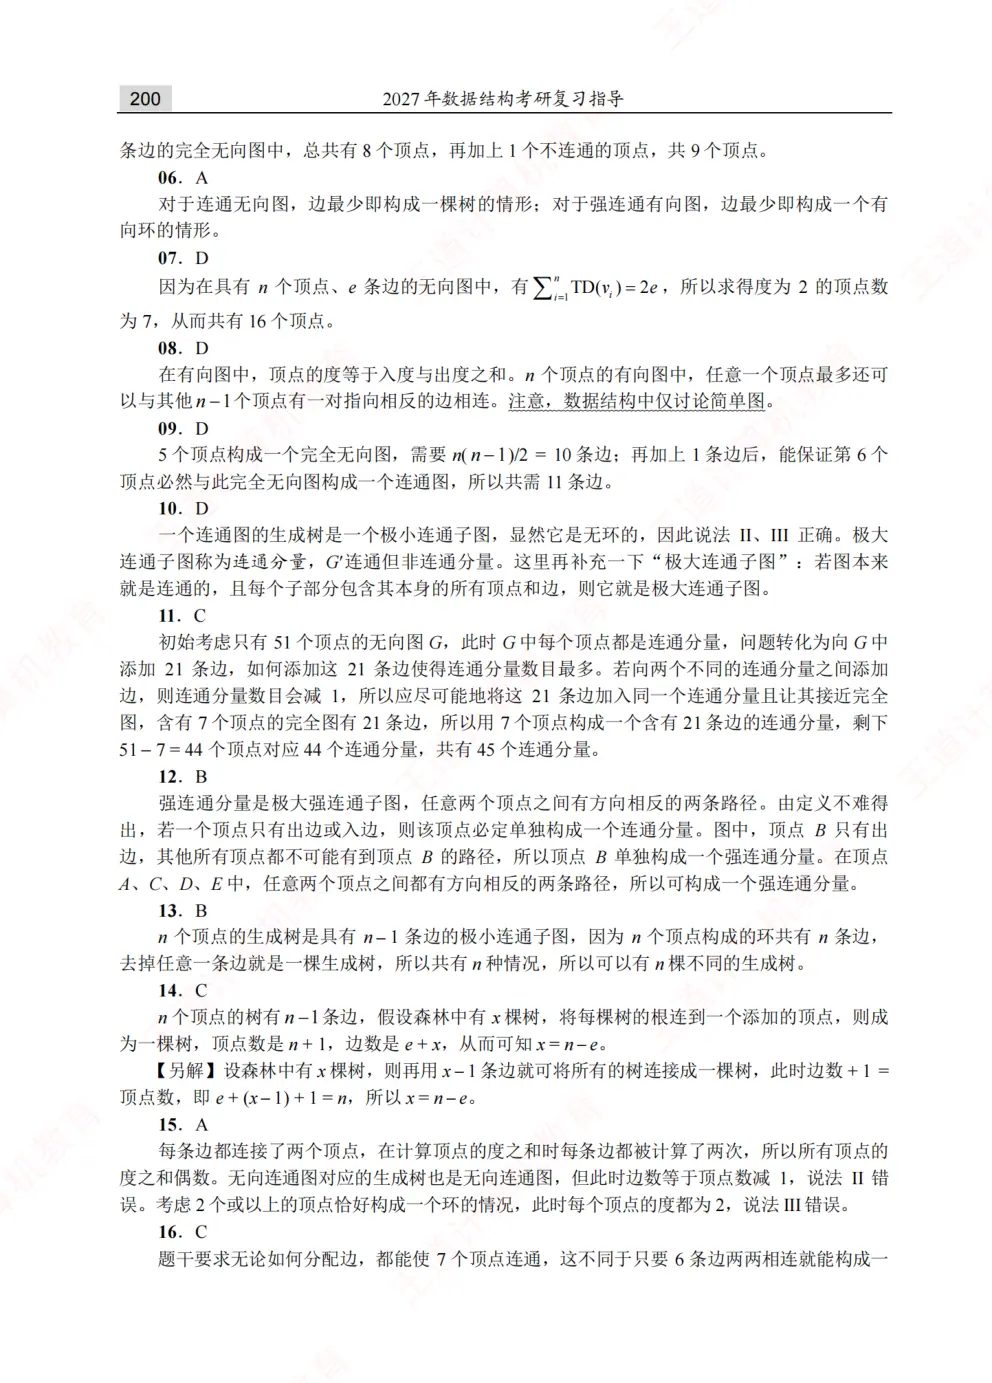 200
2027年数据结构考研复习指导
条边的完全无向图中，总共有 8 个顶点，再加上 1 个不连通的顶点，共 9 个顶点。
06．A
对于连通无向图，边最少即构成一棵树的情形；对于强连通有向图，边最少即构成一个有
向环的情形。
07．D
因为在具有 n 个顶点、e 条边的无向图中，有 ∑ⁿᵢ₌₁ TD(vᵢ) = 2e，所以求得度为 2 的顶点数
为 7，从而共有 16 个顶点。
08．D
在有向图中，顶点的度等于入度与出度之和。n 个顶点的有向图中，任意一个顶点最多还可
以与其他 n − 1 个顶点有一对指向相反的边相连。注意，数据结构中仅讨论简单图。
09．D
5 个顶点构成一个完全无向图，需要 n( n − 1)/2 = 10 条边；再加上 1 条边后，能保证第 6 个
顶点必然与此完全无向图构成一个连通图，所以共需 11 条边。
10．D
一个连通图的生成树是一个极小连通子图，显然它是无环的，因此说法 II、III 正确。极大
连通子图称为连通分量，G′连通但非连通分量。这里再补充一下“极大连通子图”：若图本来
就是连通的，且每个子部分包含其本身的所有顶点和边，则它就是极大连通子图。
11．C
初始考虑只有 51 个顶点的无向图 G，此时 G 中每个顶点都是连通分量，问题转化为向 G 中
添加 21 条边，如何添加这 21 条边使得连通分量数目最多。若向两个不同的连通分量之间添加
边，则连通分量数目会减 1，所以应尽可能地将这 21 条边加入同一个连通分量且让其接近完全
图，含有 7 个顶点的完全图有 21 条边，所以用 7 个顶点构成一个含有 21 条边的连通分量，剩下
51 − 7 = 44 个顶点对应 44 个连通分量，共有 45 个连通分量。
12．B
强连通分量是极大强连通子图，任意两个顶点之间有方向相反的两条路径。由定义不难得
出，若一个顶点只有出边或入边，则该顶点必定单独构成一个连通分量。图中，顶点 B 只有出
边，其他所有顶点都不可能有到顶点 B 的路径，所以顶点 B 单独构成一个强连通分量。在顶点
A、C、D、E 中，任意两个顶点之间都有方向相反的两条路径，所以可构成一个强连通分量。
13．B
n 个顶点的生成树是具有 n − 1 条边的极小连通子图，因为 n 个顶点构成的环共有 n 条边，
去掉任意一条边就是一棵生成树，所以共有 n 种情况，所以可以有 n 棵不同的生成树。
14．C
n 个顶点的树有 n − 1 条边，假设森林中有 x 棵树，将每棵树的根连到一个添加的顶点，则成
为一棵树，顶点数是 n + 1，边数是 e + x，从而可知 x = n − e。
【另解】设森林中有 x 棵树，则再用 x − 1 条边就可将所有的树连接成一棵树，此时边数 + 1 =
顶点数，即 e + (x − 1) + 1 = n，所以 x = n − e。
15．A
每条边都连接了两个顶点，在计算顶点的度之和时每条边都被计算了两次，所以所有顶点的
度之和偶数。无向连通图对应的生成树也是无向连通图，但此时边数等于顶点数减 1，说法 II 错
误。考虑 2 个或以上的顶点恰好构成一个环的情况，此时每个顶点的度都为 2，说法 III 错误。
16．C
题干要求无论如何分配边，都能使 7 个顶点连通，这不同于只要 6 条边两两相连就能构成一